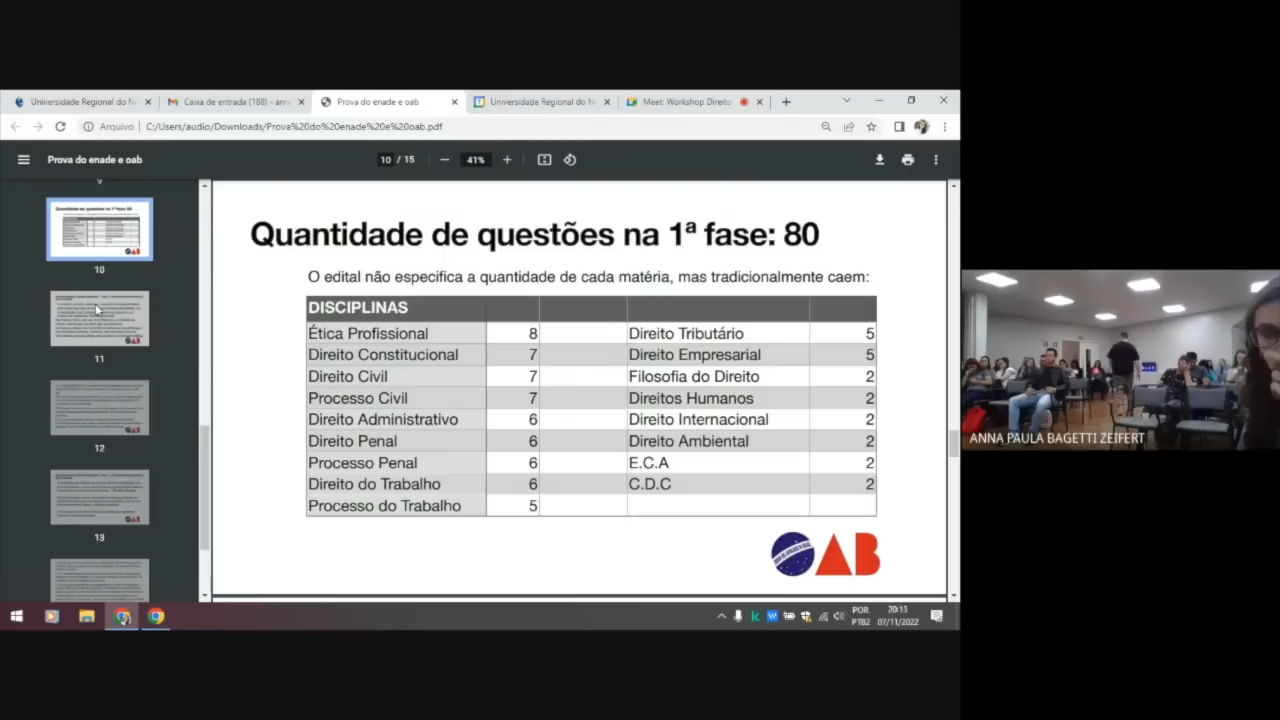 Universidade Regional do No
Caixa de entrada (188) - ann
Prova do enade e oab
Universidade Regional do No
Meet: Workshop Direito
Arquivo
C:/Users/audio/Downloads/Prova%20do%20enade%20e%20oab.pdf
Prova do enade e oab
10 / 15
41%
9
10
11
12
13
Quantidade de questões na 1ª fase: 80
O edital não especifica a quantidade de cada matéria, mas tradicionalmente caem:
DISCIPLINAS
Ética Profissional 8 Direito Tributário 5
Direito Constitucional 7 Direito Empresarial 5
Direito Civil 7 Filosofia do Direito 2
Processo Civil 7 Direitos Humanos 2
Direito Administrativo 6 Direito Internacional 2
Direito Penal 6 Direito Ambiental 2
Processo Penal 6 E.C.A 2
Direito do Trabalho 6 C.D.C 2
Processo do Trabalho 5
OAB
ANNA PAULA BAGETTI ZEIFERT
POR 20:13
PTB2 07/11/2022